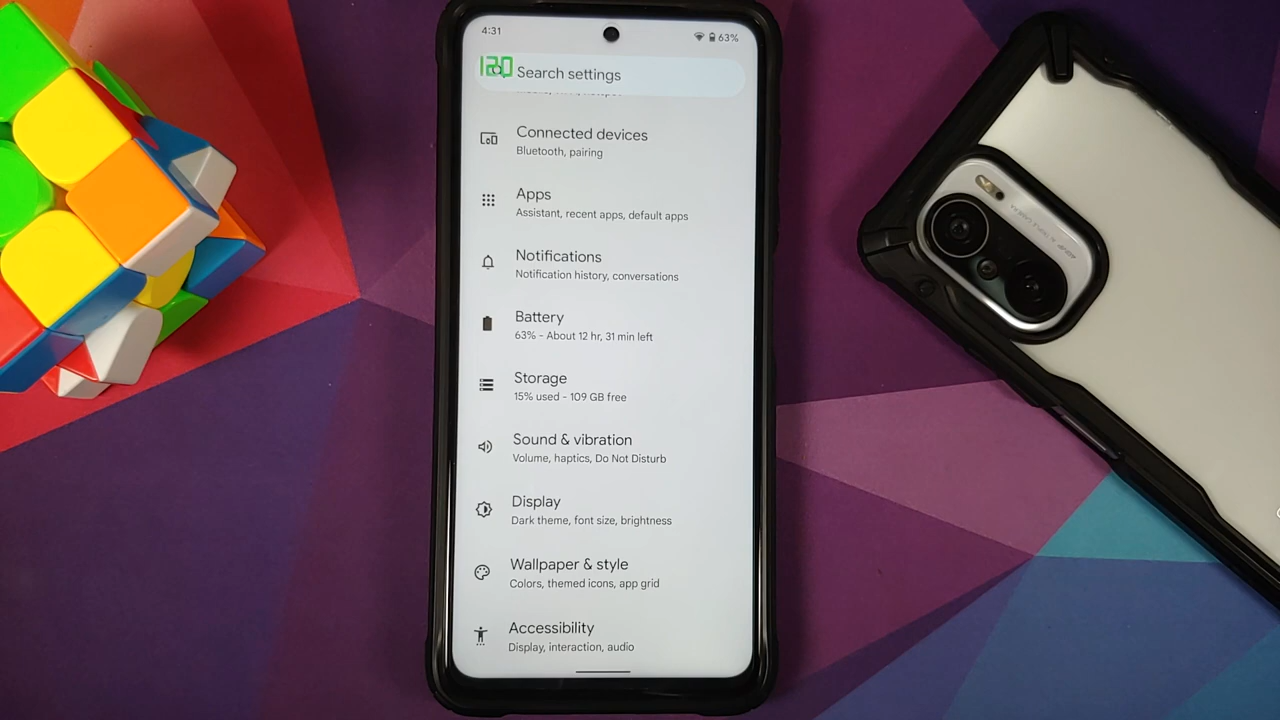 4:31
63%
120
Search settings
Connected devices
Bluetooth, pairing
Apps
Assistant, recent apps, default apps
Notifications
Notification history, conversations
Battery
63% - About 12 hr, 31 min left
Storage
15% used - 109 GB free
Sound & vibration
Volume, haptics, Do Not Disturb
Display
Dark theme, font size, brightness
Wallpaper & style
Colors, themed icons, app grid
Accessibility
Display, interaction, audio